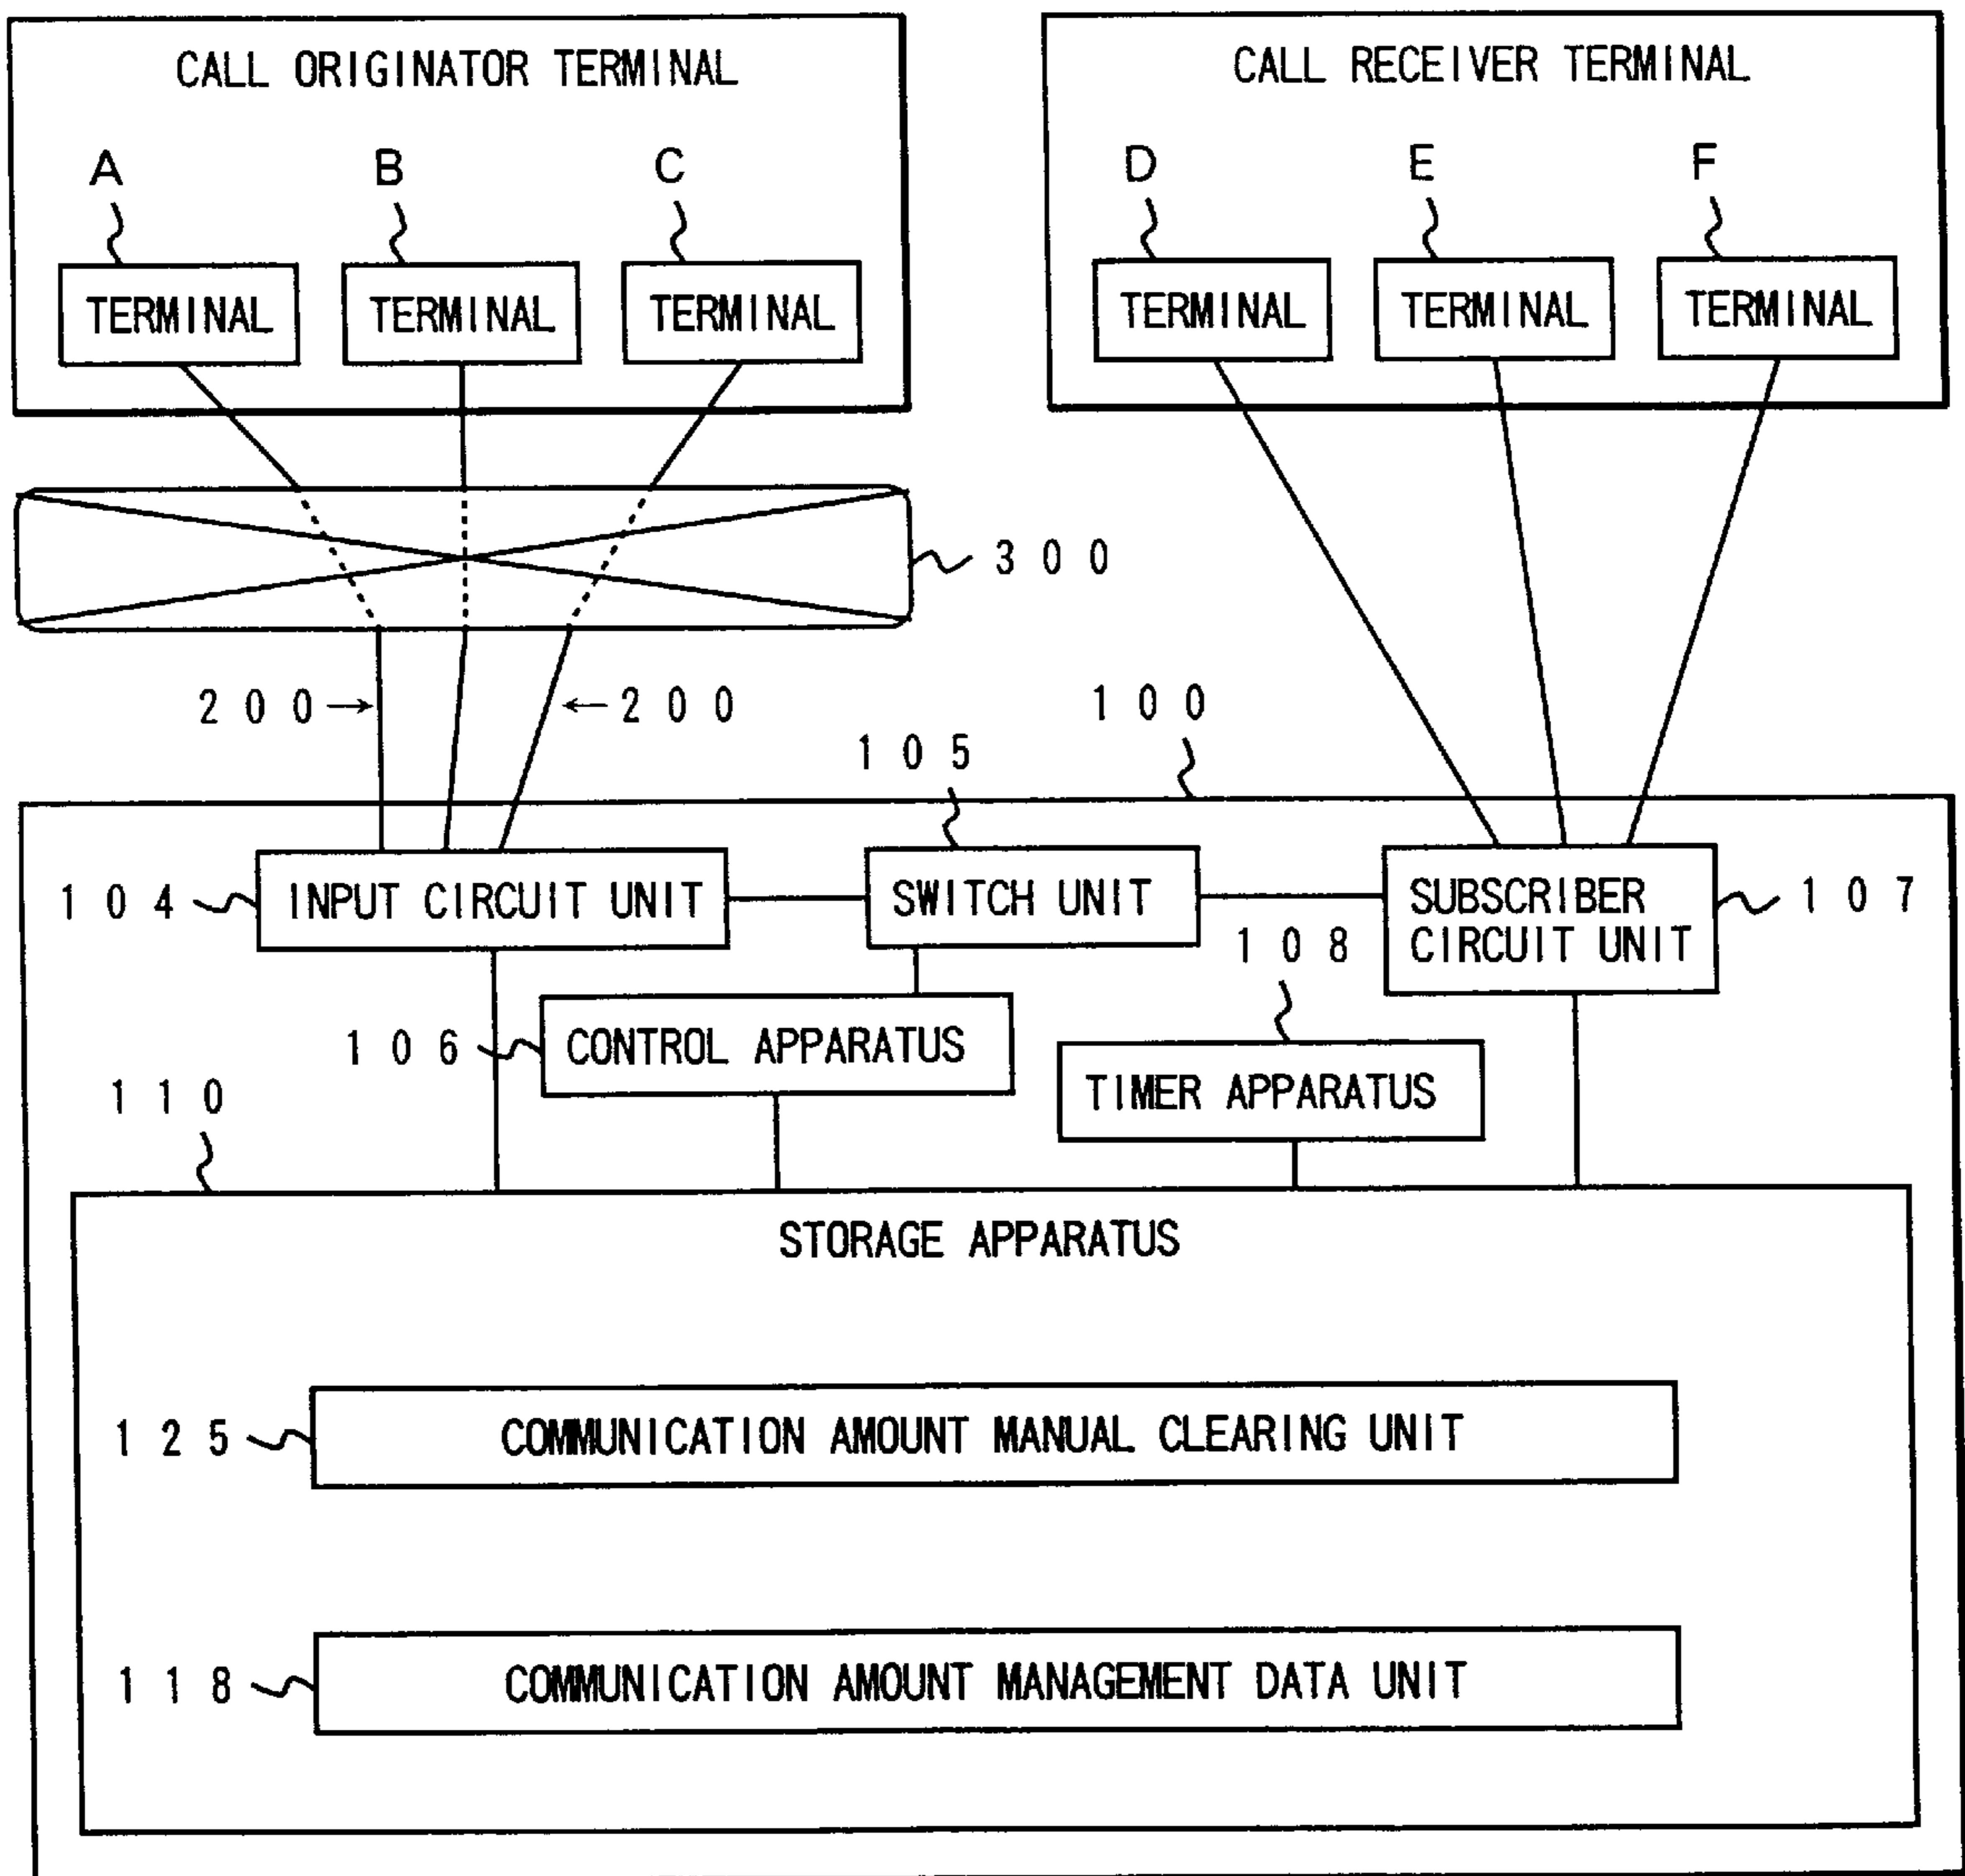 CALL ORIGINATOR TERMINAL
CALL RECEIVER TERMINAL
A
B
C
D
E
F
TERMINAL
TERMINAL
TERMINAL
TERMINAL
TERMINAL
TERMINAL
300
200
200
100
105
104
INPUT CIRCUIT UNIT
SWITCH UNIT
SUBSCRIBER
CIRCUIT UNIT
107
108
106
CONTROL APPARATUS
TIMER APPARATUS
110
STORAGE APPARATUS
125
COMMUNICATION AMOUNT MANUAL CLEARING UNIT
118
COMMUNICATION AMOUNT MANAGEMENT DATA UNIT